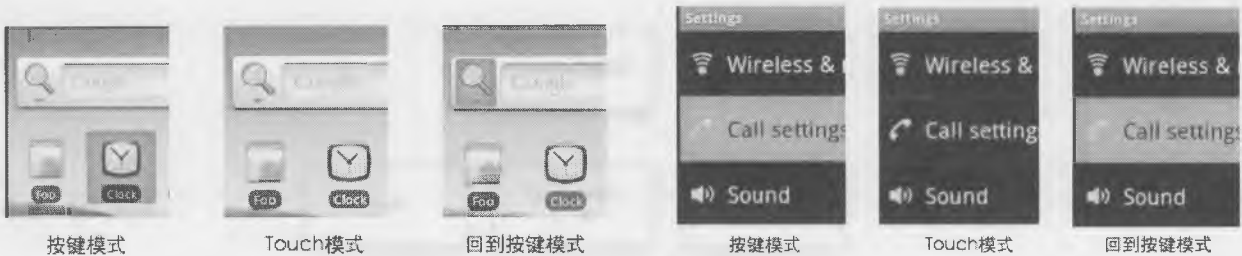 Google
Foo
Clock
按键模式
Google
Foo
Clock
Touch模式
Google
Foo
Clock
回到按键模式
Settings
Wireless &
Call settings
Sound
按键模式
Settings
Wireless &
Call setting
Sound
Touch模式
Settings
Wireless &
Call settings
Sound
回到按键模式